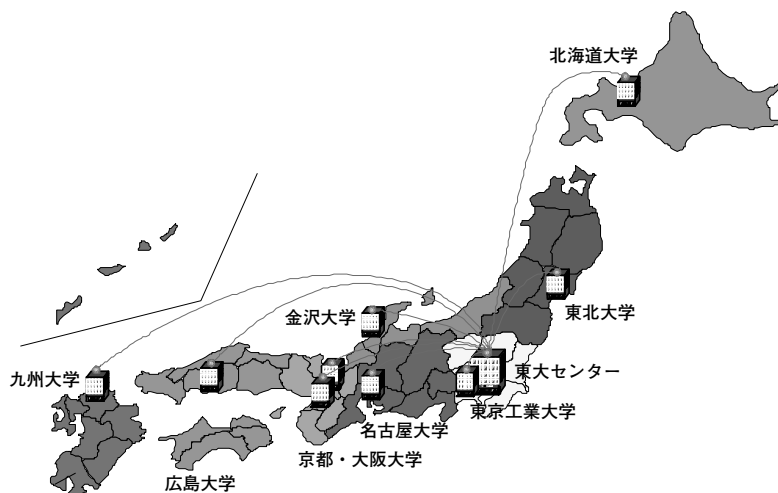 北海道大学
東北大学
金沢大学
東大センター
九州大学
東京工業大学
名古屋大学
京都・大阪大学
広島大学